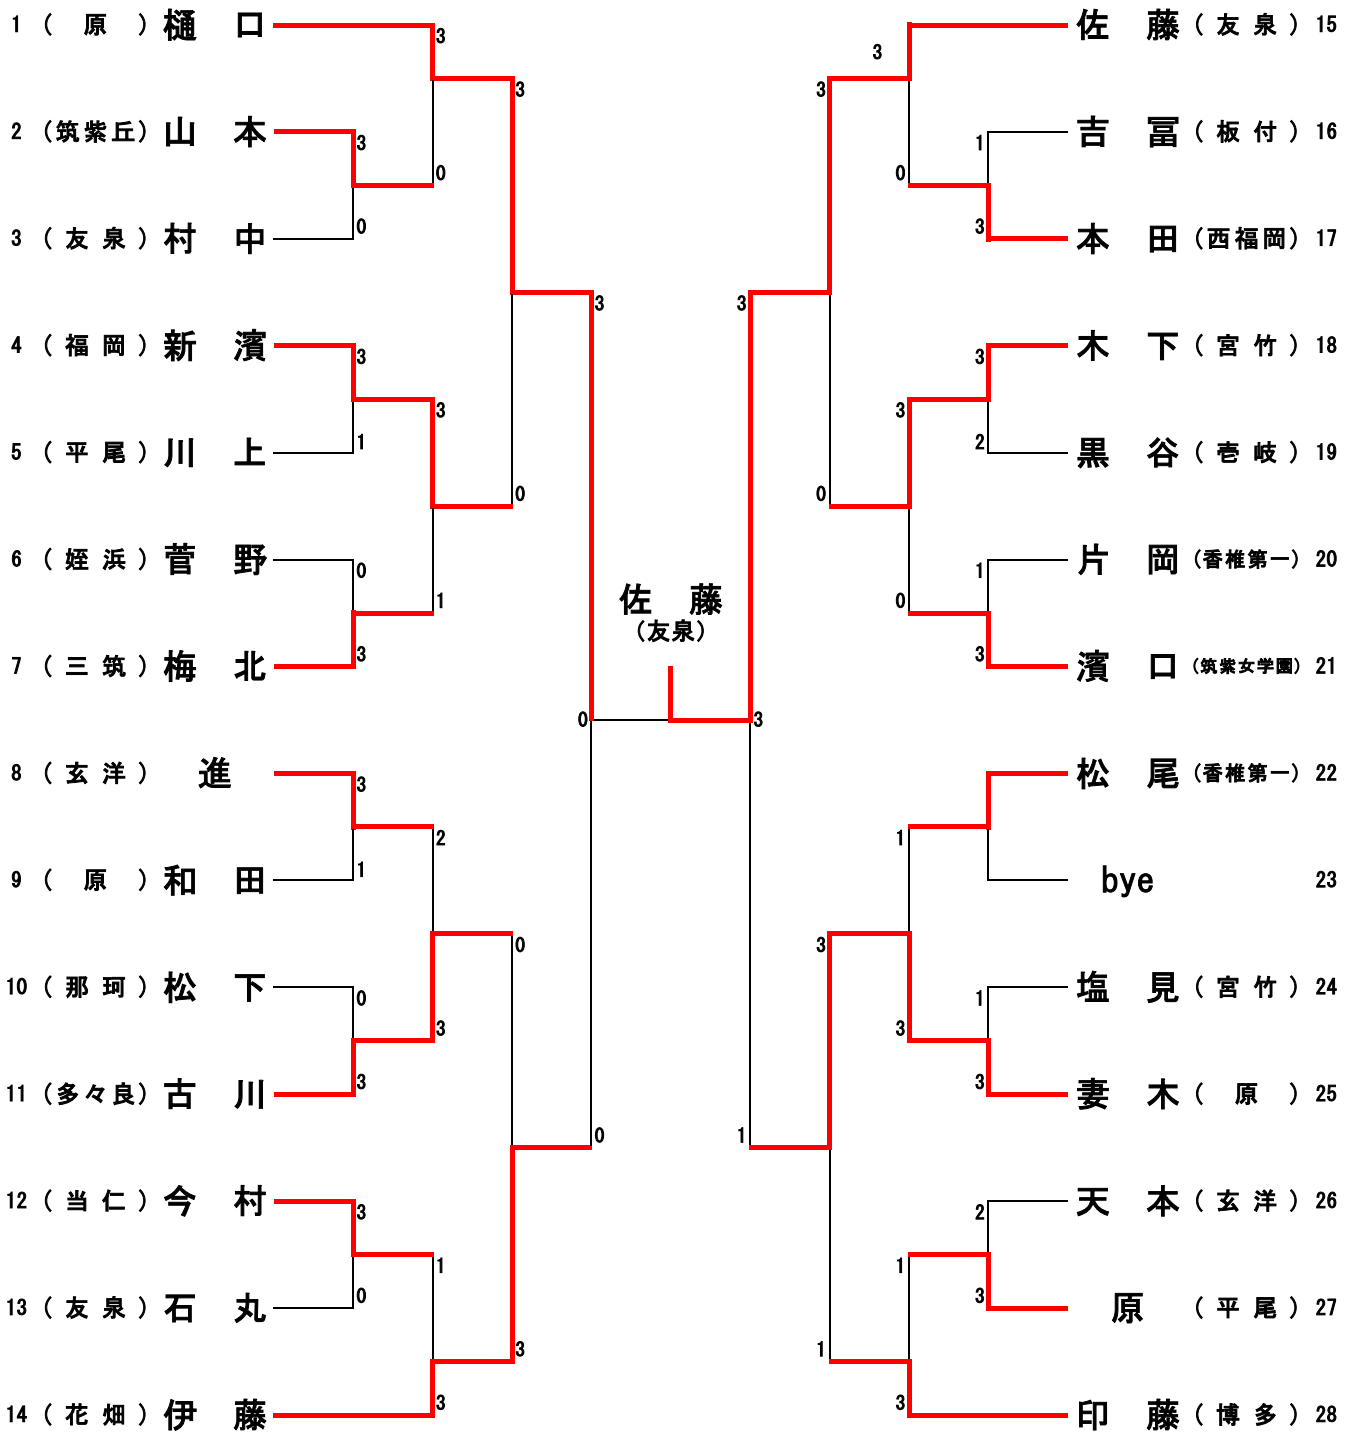 1 （ 原 ） 樋 口
3
3
2 （筑紫丘） 山 本
3
0
3 （ 友 泉 ） 村 中
0
3
4 （ 福 岡 ） 新 濱
3
3
5 （ 平 尾 ） 川 上
1
0
6 （ 姪 浜 ） 菅 野
0
1
7 （ 三 筑 ） 梅 北
3
0
8 （ 玄 洋 ） 進
3
2
9 （ 原 ） 和 田
1
0
10 （ 那 珂 ） 松 下
0
3
11 （多々良） 古 川
3
0
12 （ 当 仁 ） 今 村
3
1
13 （ 友 泉 ） 石 丸
0
3
14 （ 花 畑 ） 伊 藤
3
佐 藤
（友泉）
佐 藤 （ 友 泉 ） 15
3
3
吉 冨 （ 板 付 ） 16
1
0
本 田 （西福岡） 17
3
3
木 下 （ 宮 竹 ） 18
3
3
黒 谷 （ 壱 岐 ） 19
2
0
片 岡 （香椎第一） 20
1
0
濱 口 （筑紫女学園） 21
3
3
松 尾 （香椎第一） 22
1
bye 23
3
塩 見 （ 宮 竹 ） 24
1
3
妻 木 （ 原 ） 25
3
1
天 本 （ 玄 洋 ） 26
2
1
原 （ 平 尾 ） 27
3
1
印 藤 （ 博 多 ） 28
3